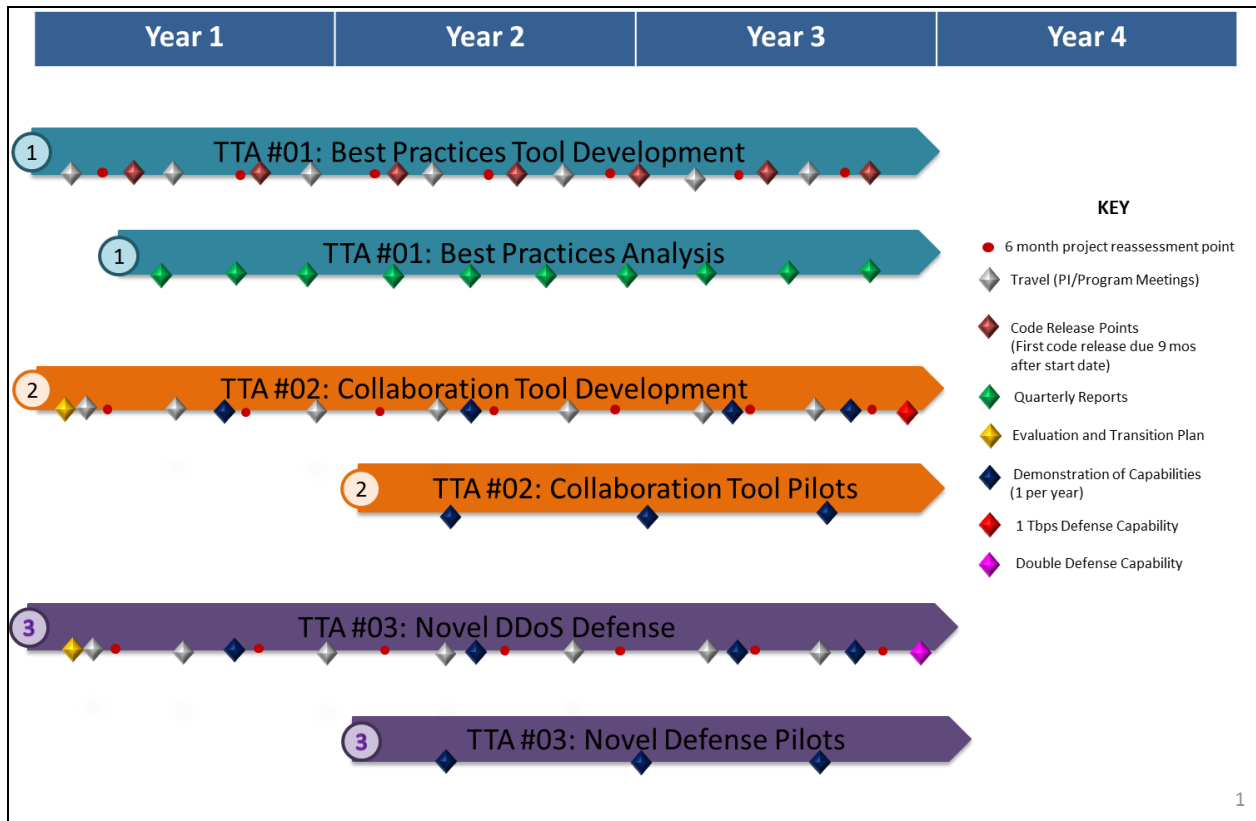 Year 1
Year 2
Year 3
Year 4
1
TTA #01: Best Practices Tool Development
1
TTA #01: Best Practices Analysis
2
TTA #02: Collaboration Tool Development
2
TTA #02: Collaboration Tool Pilots
3
TTA #03: Novel DDoS Defense
3
TTA #03: Novel Defense Pilots
KEY
6 month project reassessment point
Travel (PI/Program Meetings)
Code Release Points
(First code release due 9 mos
after start date)
Quarterly Reports
Evaluation and Transition Plan
Demonstration of Capabilities
(1 per year)
1 Tbps Defense Capability
Double Defense Capability
1